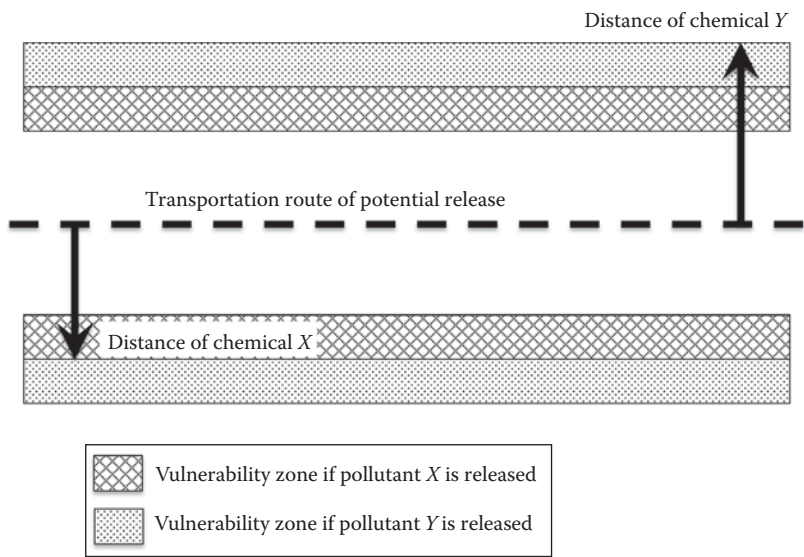 Distance of chemical Y
Transportation route of potential release
Distance of chemical X
Vulnerability zone if pollutant X is released
Vulnerability zone if pollutant Y is released